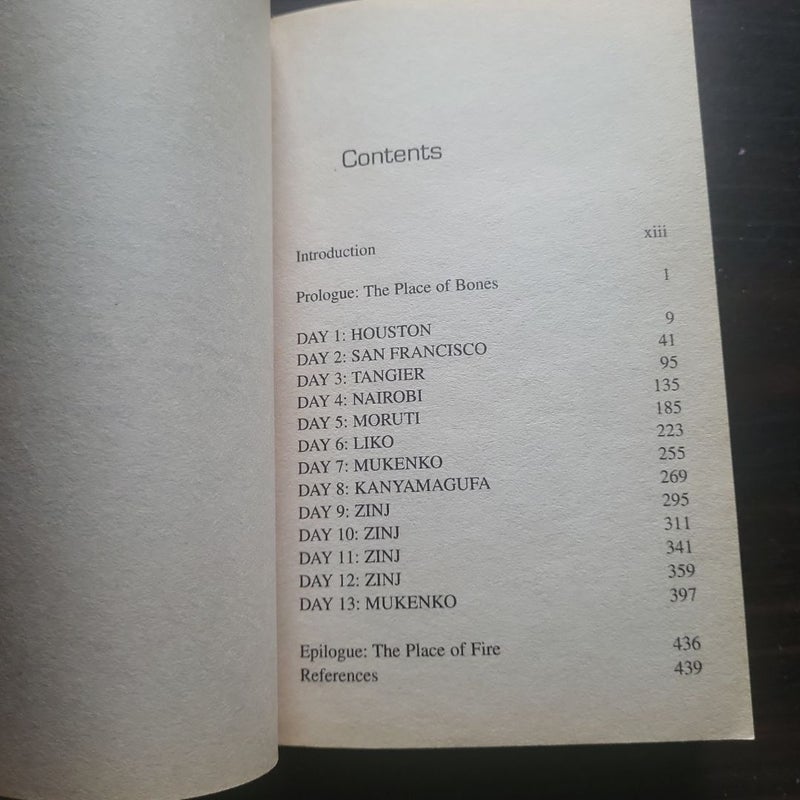 Contents
Introduction xiii
Prologue: The Place of Bones 1
DAY 1: HOUSTON 9
DAY 2: SAN FRANCISCO 41
DAY 3: TANGIER 95
DAY 4: NAIROBI 135
DAY 5: MORUTI 185
DAY 6: LIKO 223
DAY 7: MUKENKO 255
DAY 8: KANYAMAGUFA 269
DAY 9: ZINJ 295
DAY 10: ZINJ 311
DAY 11: ZINJ 341
DAY 12: ZINJ 359
DAY 13: MUKENKO 397
Epilogue: The Place of Fire 436
References 439